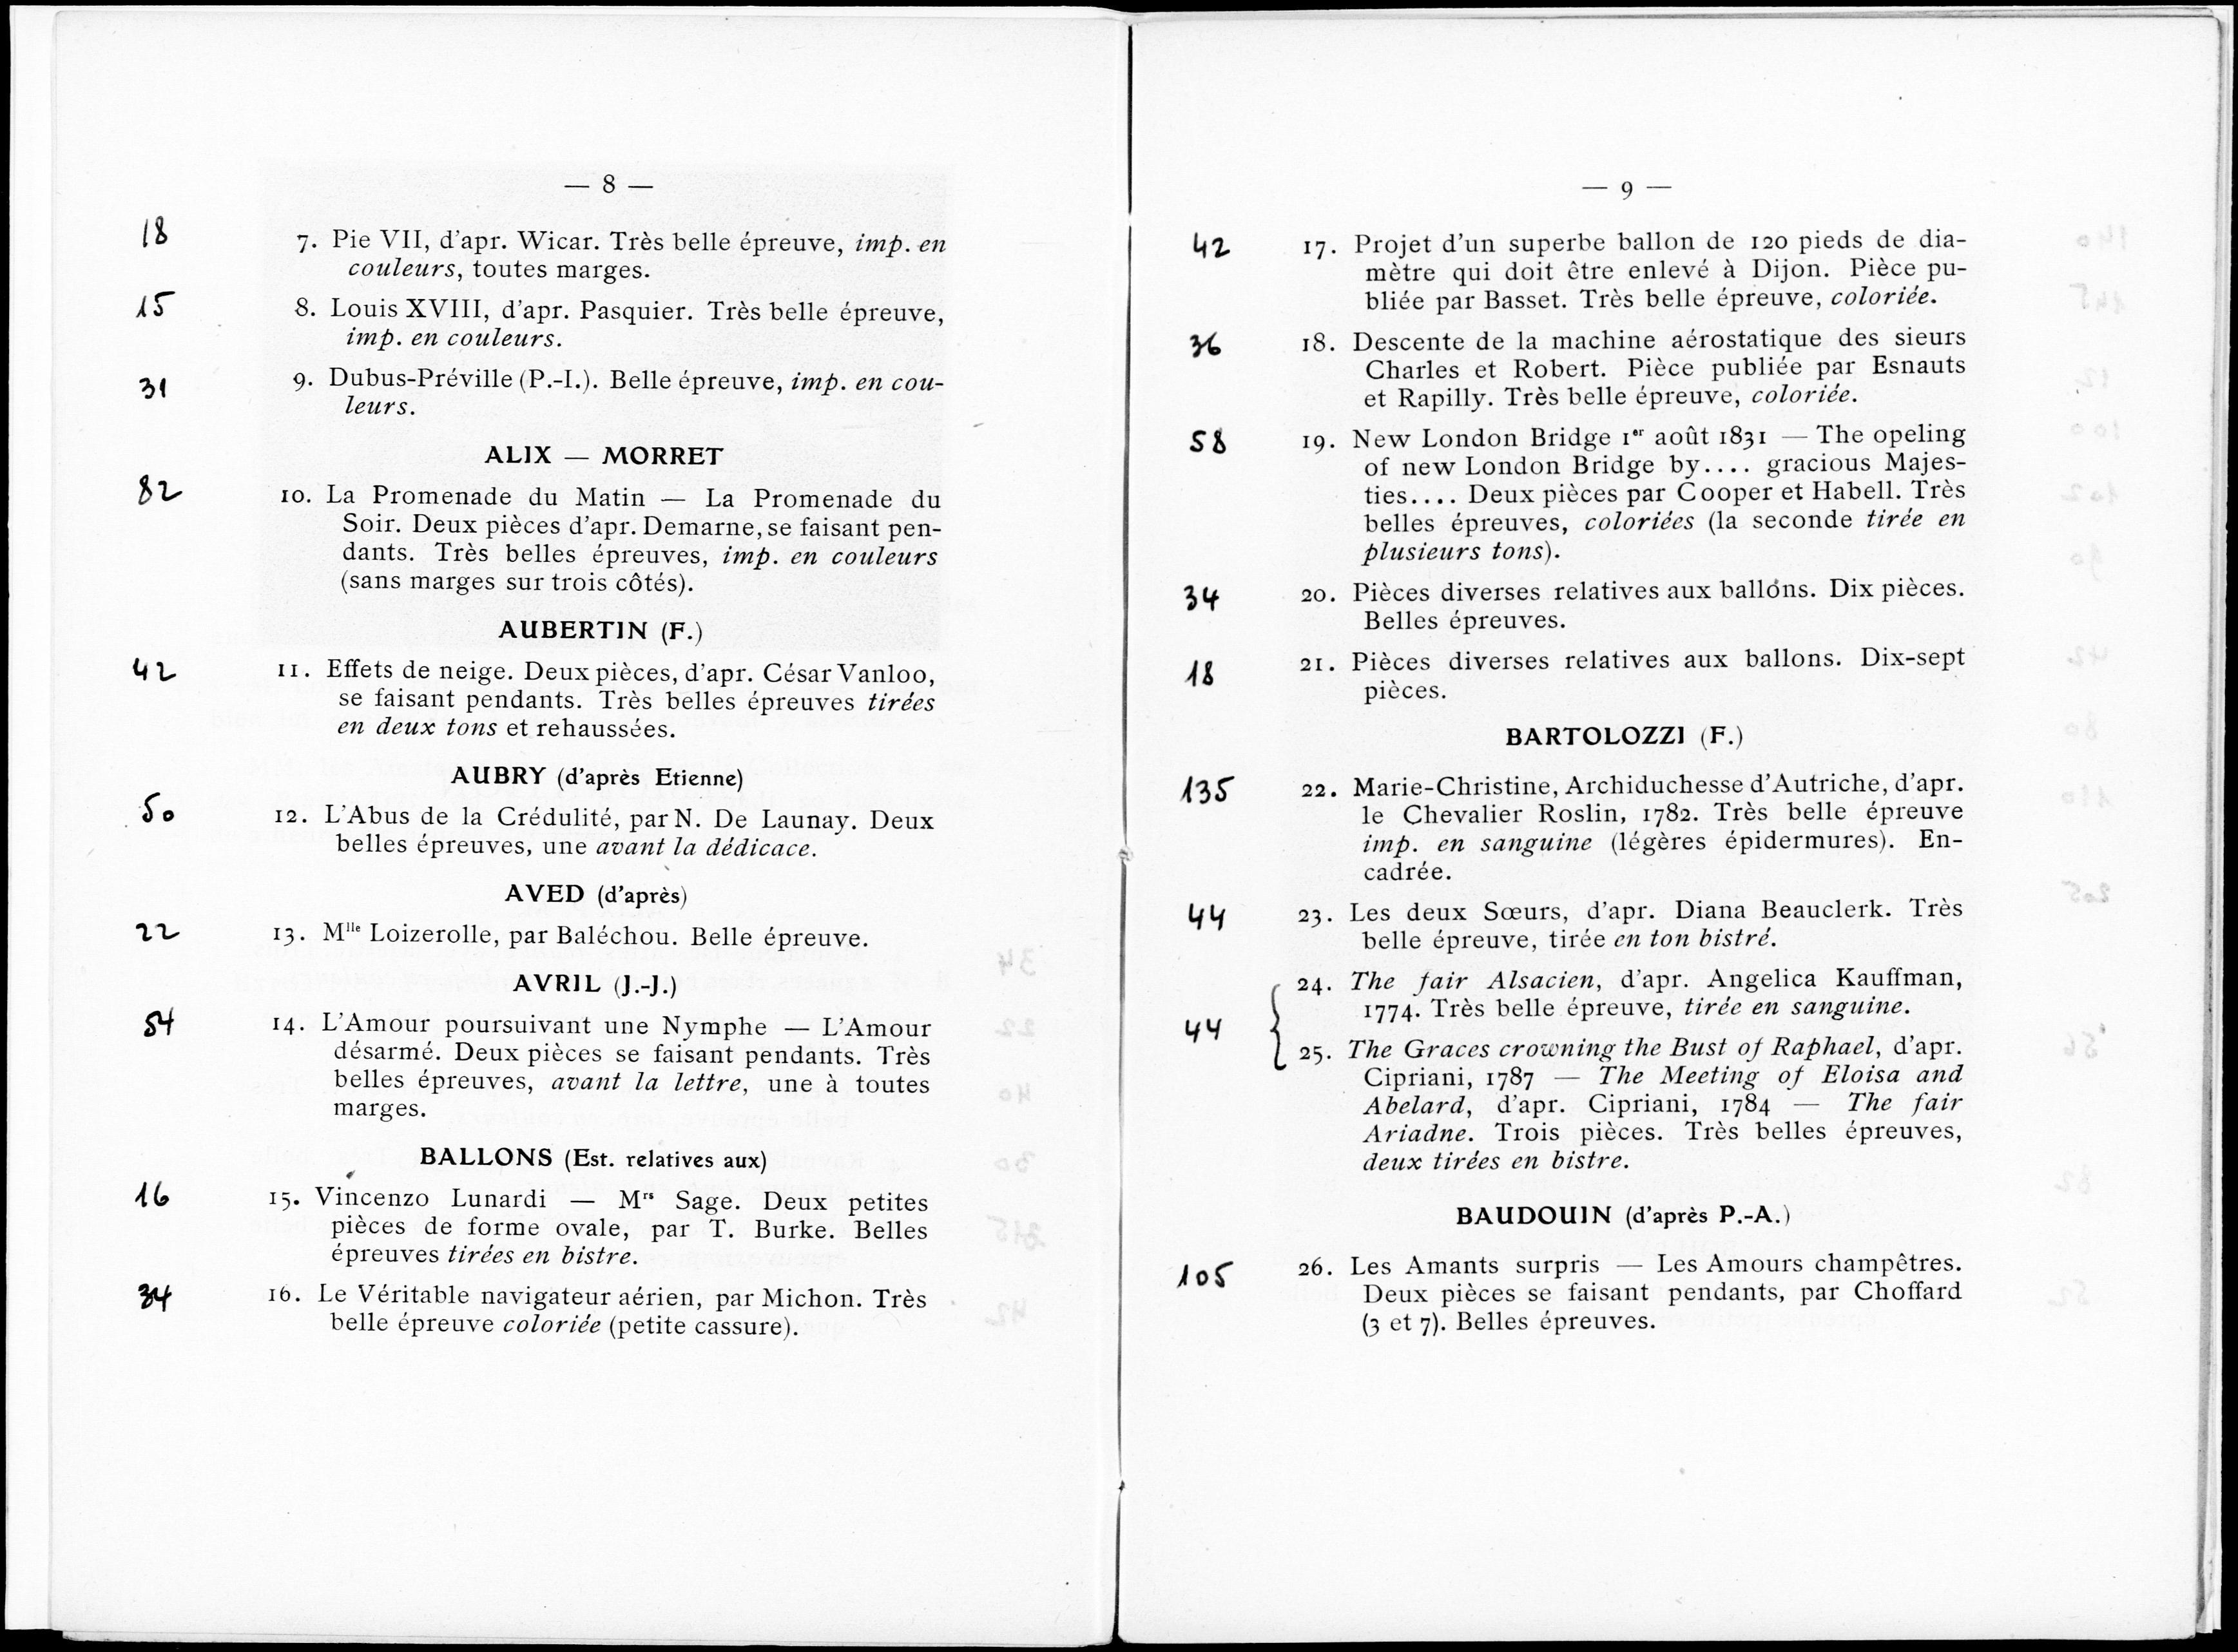 — 8 —
18 7. Pie VII, d'apr. Wicar. Très belle épreuve, imp. en
couleurs, toutes marges.
15 8. Louis XVIII, d'apr. Pasquier. Très belle épreuve,
imp. en couleurs.
31 9. Dubus-Préville (P.-I.). Belle épreuve, imp. en cou-
leurs.
ALIX — MORRET
82 10. La Promenade du Matin — La Promenade du
Soir. Deux pièces d'apr. Demarne, se faisant pen-
dants. Très belles épreuves, imp. en couleurs
(sans marges sur trois côtés).
AUBERTIN (F.)
42 11. Effets de neige. Deux pièces, d'apr. César Vanloo,
se faisant pendants. Très belles épreuves tirées
en deux tons et rehaussées.
AUBRY (d'après Etienne)
50 12. L'Abus de la Crédulité, par N. De Launay. Deux
belles épreuves, une avant la dédicace.
AVED (d'après)
22 13. Mlle Loizerolle, par Baléchou. Belle épreuve.
AVRIL (J.-J.)
54 14. L'Amour poursuivant une Nymphe — L'Amour
désarmé. Deux pièces se faisant pendants. Très
belles épreuves, avant la lettre, une à toutes
marges.
BALLONS (Est. relatives aux)
16 15. Vincenzo Lunardi — Mrs Sage. Deux petites
pièces de forme ovale, par T. Burke. Belles
épreuves tirées en bistre.
34 16. Le Véritable navigateur aérien, par Michon. Très
belle épreuve coloriée (petite cassure).
— 9 —
42 17. Projet d'un superbe ballon de 120 pieds de dia-
mètre qui doit être enlevé à Dijon. Pièce pu-
bliée par Basset. Très belle épreuve, coloriée.
36 18. Descente de la machine aérostatique des sieurs
Charles et Robert. Pièce publiée par Esnauts
et Rapilly. Très belle épreuve, coloriée.
58 19. New London Bridge 1er août 1831 — The opeling
of new London Bridge by.... gracious Majes-
ties.... Deux pièces par Cooper et Habell. Très
belles épreuves, coloriées (la seconde tirée en
plusieurs tons).
34 20. Pièces diverses relatives aux ballons. Dix pièces.
Belles épreuves.
18 21. Pièces diverses relatives aux ballons. Dix-sept
pièces.
BARTOLOZZI (F.)
135 22. Marie-Christine, Archiduchesse d'Autriche, d'apr.
le Chevalier Roslin, 1782. Très belle épreuve
imp. en sanguine (légères épidermures). En-
cadrée.
44 23. Les deux Sœurs, d'apr. Diana Beauclerk. Très
belle épreuve, tirée en ton bistré.
24. The fair Alsacien, d'apr. Angelica Kauffman,
1774. Très belle épreuve, tirée en sanguine.
44 {
25. The Graces crowning the Bust of Raphael, d'apr.
Cipriani, 1787 — The Meeting of Eloisa and
Abelard, d'apr. Cipriani, 1784 — The fair
Ariadne. Trois pièces. Très belles épreuves,
deux tirées en bistre.
BAUDOUIN (d'après P.-A.)
105 26. Les Amants surpris — Les Amours champêtres.
Deux pièces se faisant pendants, par Choffard
(3 et 7). Belles épreuves.